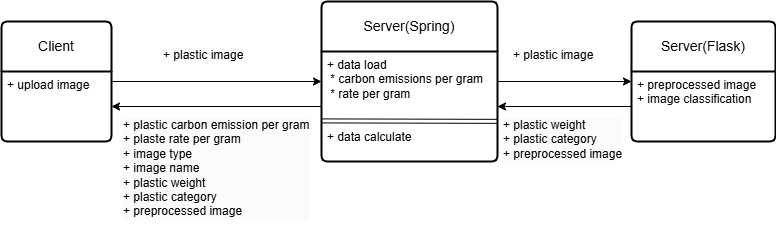 Client
+ upload image
+ plastic image
Server(Spring)
+ data load
* carbon emissions per gram
* rate per gram
+ data calculate
+ plastic image
Server(Flask)
+ preprocessed image
+ image classification
+ plastic carbon emission per gram
+ plaste rate per gram
+ image type
+ image name
+ plastic weight
+ plastic category
+ preprocessed image
+ plastic weight
+ plastic category
+ preprocessed image